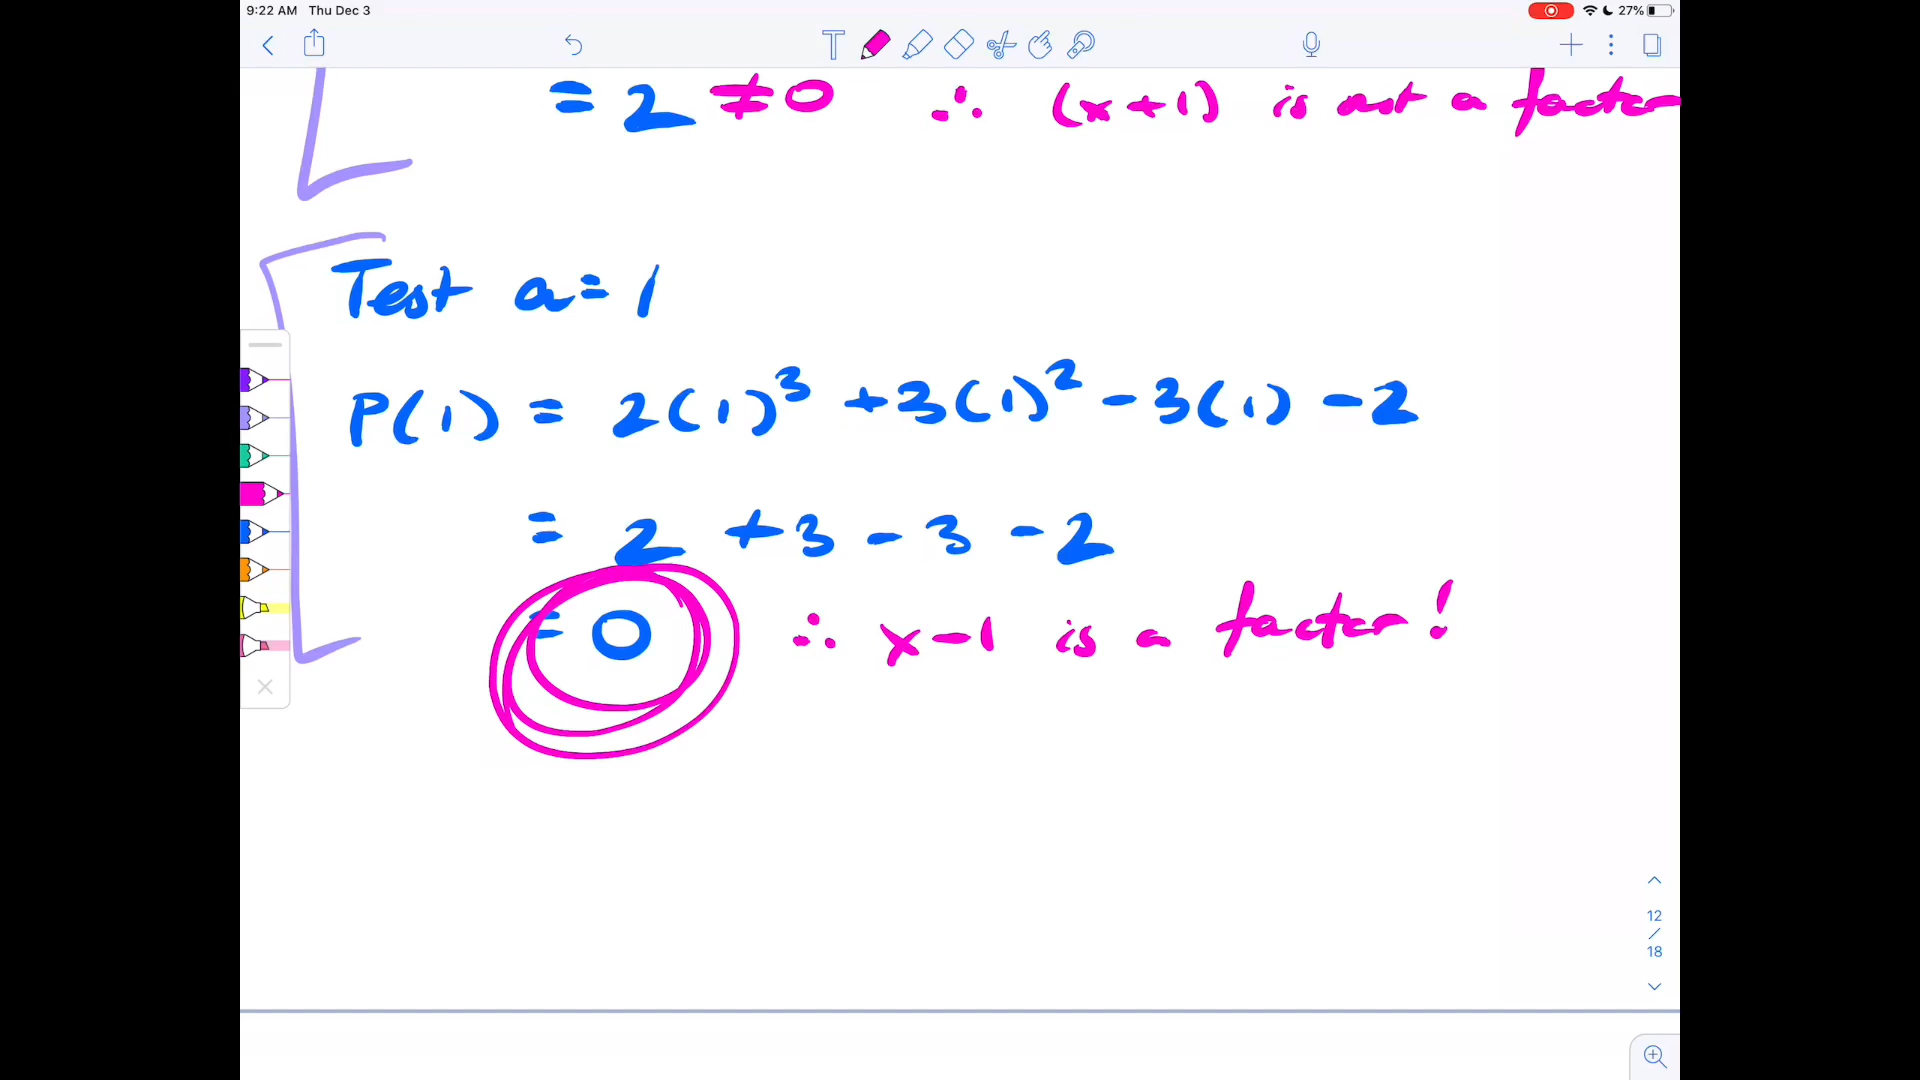 9:22 AM Thu Dec 3
27%
T
= 2 ≠ 0 ∴ (x+1) is not a factor
Test a = 1
P(1) = 2(1)³ + 3(1)² - 3(1) - 2
= 2 + 3 - 3 - 2
= 0 ∴ x-1 is a factor!
12
/
18